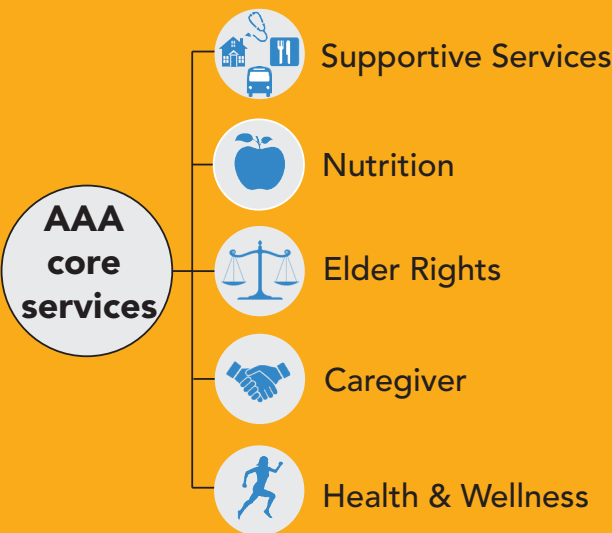 AAA
core
services
Supportive Services
Nutrition
Elder Rights
Caregiver
Health & Wellness